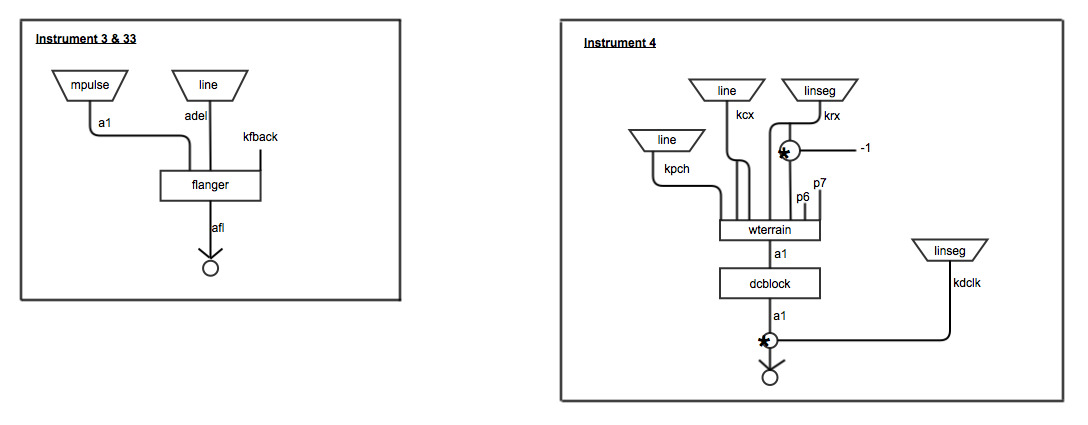 Instrument 3 & 33
mpulse
line
a1
adel
kfback
flanger
afl
Instrument 4
line
linseg
kcx
krx
line
* -1
kpch
p7
p6
wterrain
a1
linseg
dcblock
kdclk
a1
*